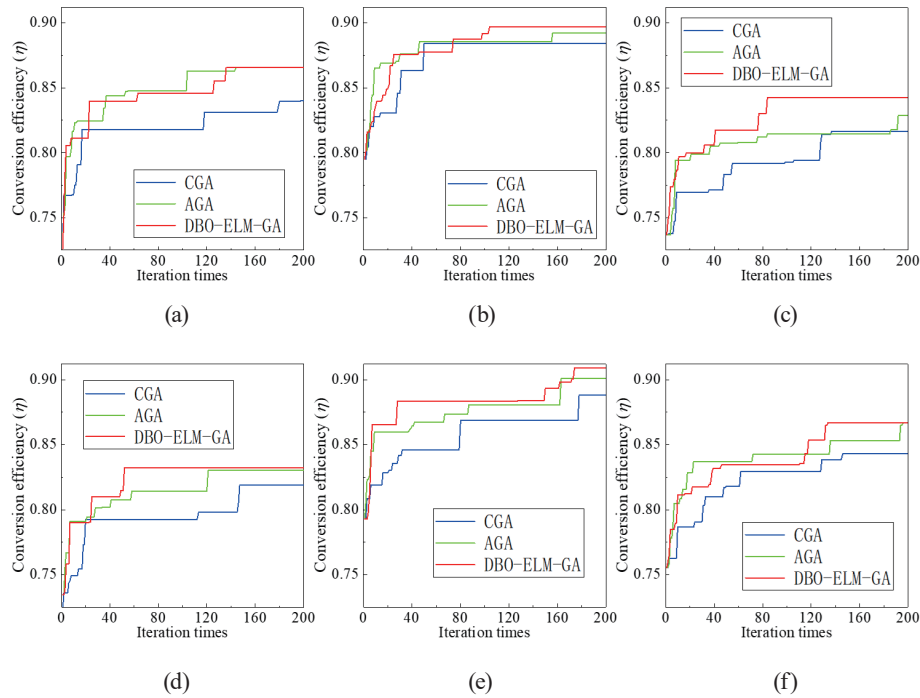 0.90 0.85 0.80 0.75
Conversion efficiency (η)
CGA
AGA
DBO-ELM-GA
0 40 80 120 160 200
Iteration times
(a)
0.90 0.85 0.80 0.75
Conversion efficiency (η)
CGA
AGA
DBO-ELM-GA
0 40 80 120 160 200
Iteration times
(b)
0.90 0.85 0.80 0.75
Conversion efficiency (η)
CGA
AGA
DBO-ELM-GA
0 40 80 120 160 200
Iteration times
(c)
0.90 0.85 0.80 0.75
Conversion efficiency (η)
CGA
AGA
DBO-ELM-GA
0 40 80 120 160 200
Iteration times
(d)
0.90 0.85 0.80 0.75
Conversion efficiency (η)
CGA
AGA
DBO-ELM-GA
0 40 80 120 160 200
Iteration times
(e)
0.90 0.85 0.80 0.75
Conversion efficiency (η)
CGA
AGA
DBO-ELM-GA
0 40 80 120 160 200
Iteration times
(f)